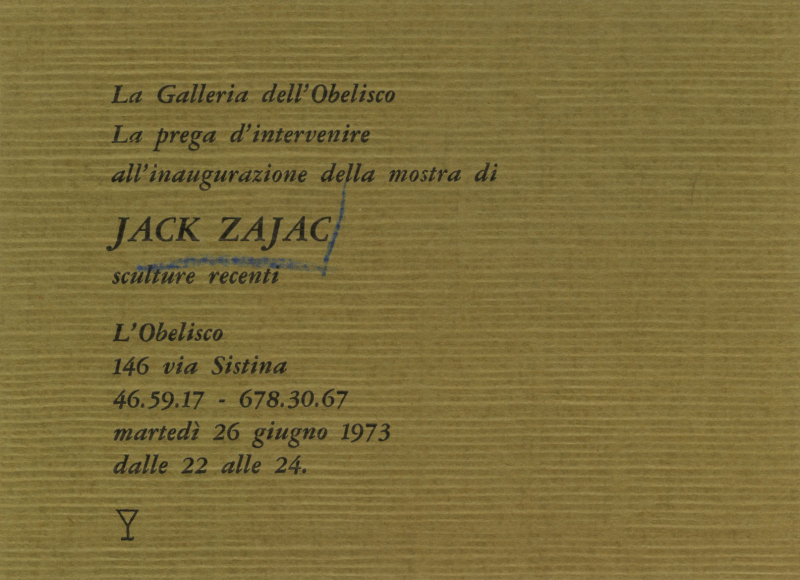 La Galleria dell'Obelisco
La prega d'intervenire
all'inaugurazione della mostra di
JACK ZAJAC
sculture recenti
L'Obelisco
146 via Sistina
46.59.17 - 678.30.67
martedì 26 giugno 1973
dalle 22 alle 24.